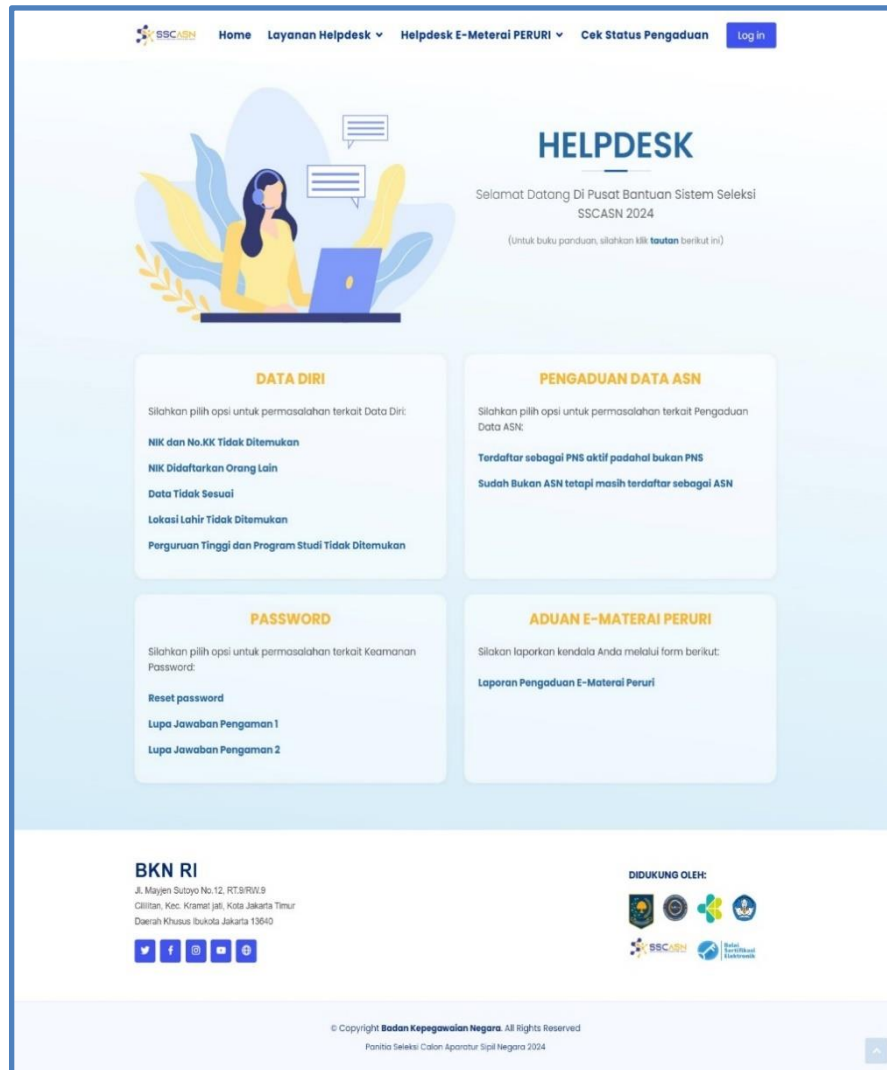 SSCASN Home Layanan Helpdesk Helpdesk E-Meterai PERURI Cek Status Pengaduan Log in
HELPDESK
Selamat Datang Di Pusat Bantuan Sistem Seleksi
SSCASN 2024
(Untuk buku panduan, silahkan klik tautan berikut ini)
DATA DIRI
Silahkan pilih opsi untuk permasalahan terkait Data Diri:
NIK dan No.KK Tidak Ditemukan
NIK Didaftarkan Orang Lain
Data Tidak Sesuai
Lokasi Lahir Tidak Ditemukan
Perguruan Tinggi dan Program Studi Tidak Ditemukan
PENGADUAN DATA ASN
Silahkan pilih opsi untuk permasalahan terkait Pengaduan
Data ASN:
Terdaftar sebagai PNS aktif padahal bukan PNS
Sudah Bukan ASN tetapi masih terdaftar sebagai ASN
PASSWORD
Silahkan pilih opsi untuk permasalahan terkait Keamanan
Password:
Reset password
Lupa Jawaban Pengaman 1
Lupa Jawaban Pengaman 2
ADUAN E-MATERAI PERURI
Silakan laporkan kendala Anda melalui form berikut:
Laporan Pengaduan E-Materai Peruri
BKN RI
Jl. Mayjen Sutoyo No.12, RT.9/RW.9
Cililitan, Kec. Kramat jati, Kota Jakarta Timur
Daerah Khusus Ibukota Jakarta 13640
DIDUKUNG OLEH:
SSCASN
Balai
Sertifikasi
Elektronik
© Copyright Badan Kepegawaian Negara. All Rights Reserved
Panitia Seleksi Calon Aparatur Sipil Negara 2024